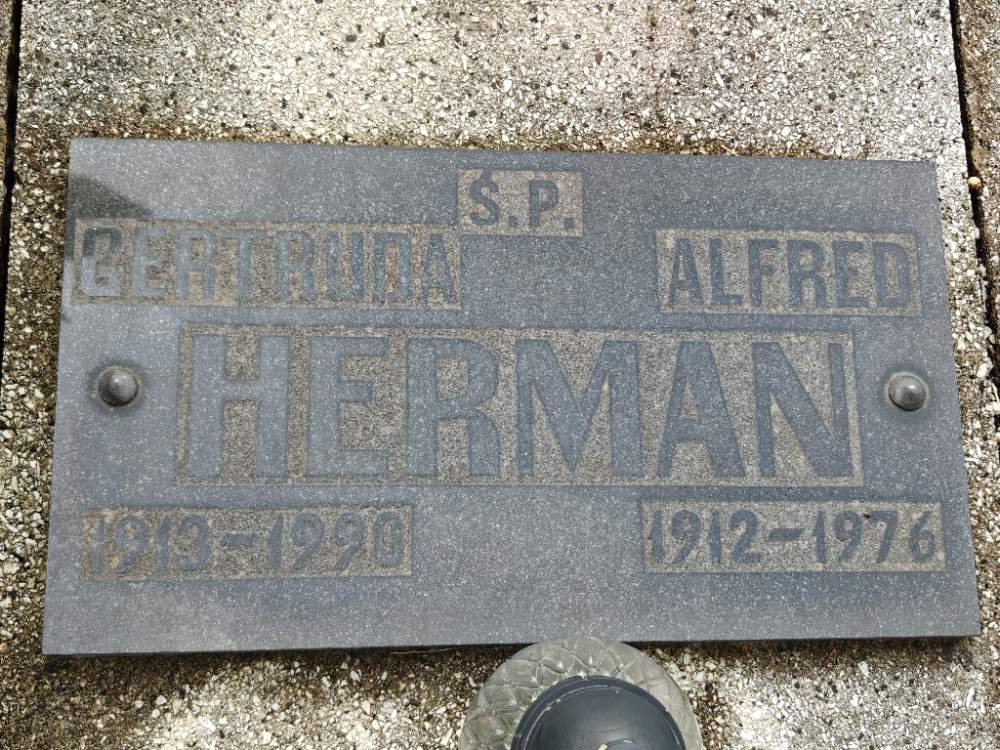 Ś.P.
GERTRUDA ALFRED
HERMAN
1913-1990 1912-1976